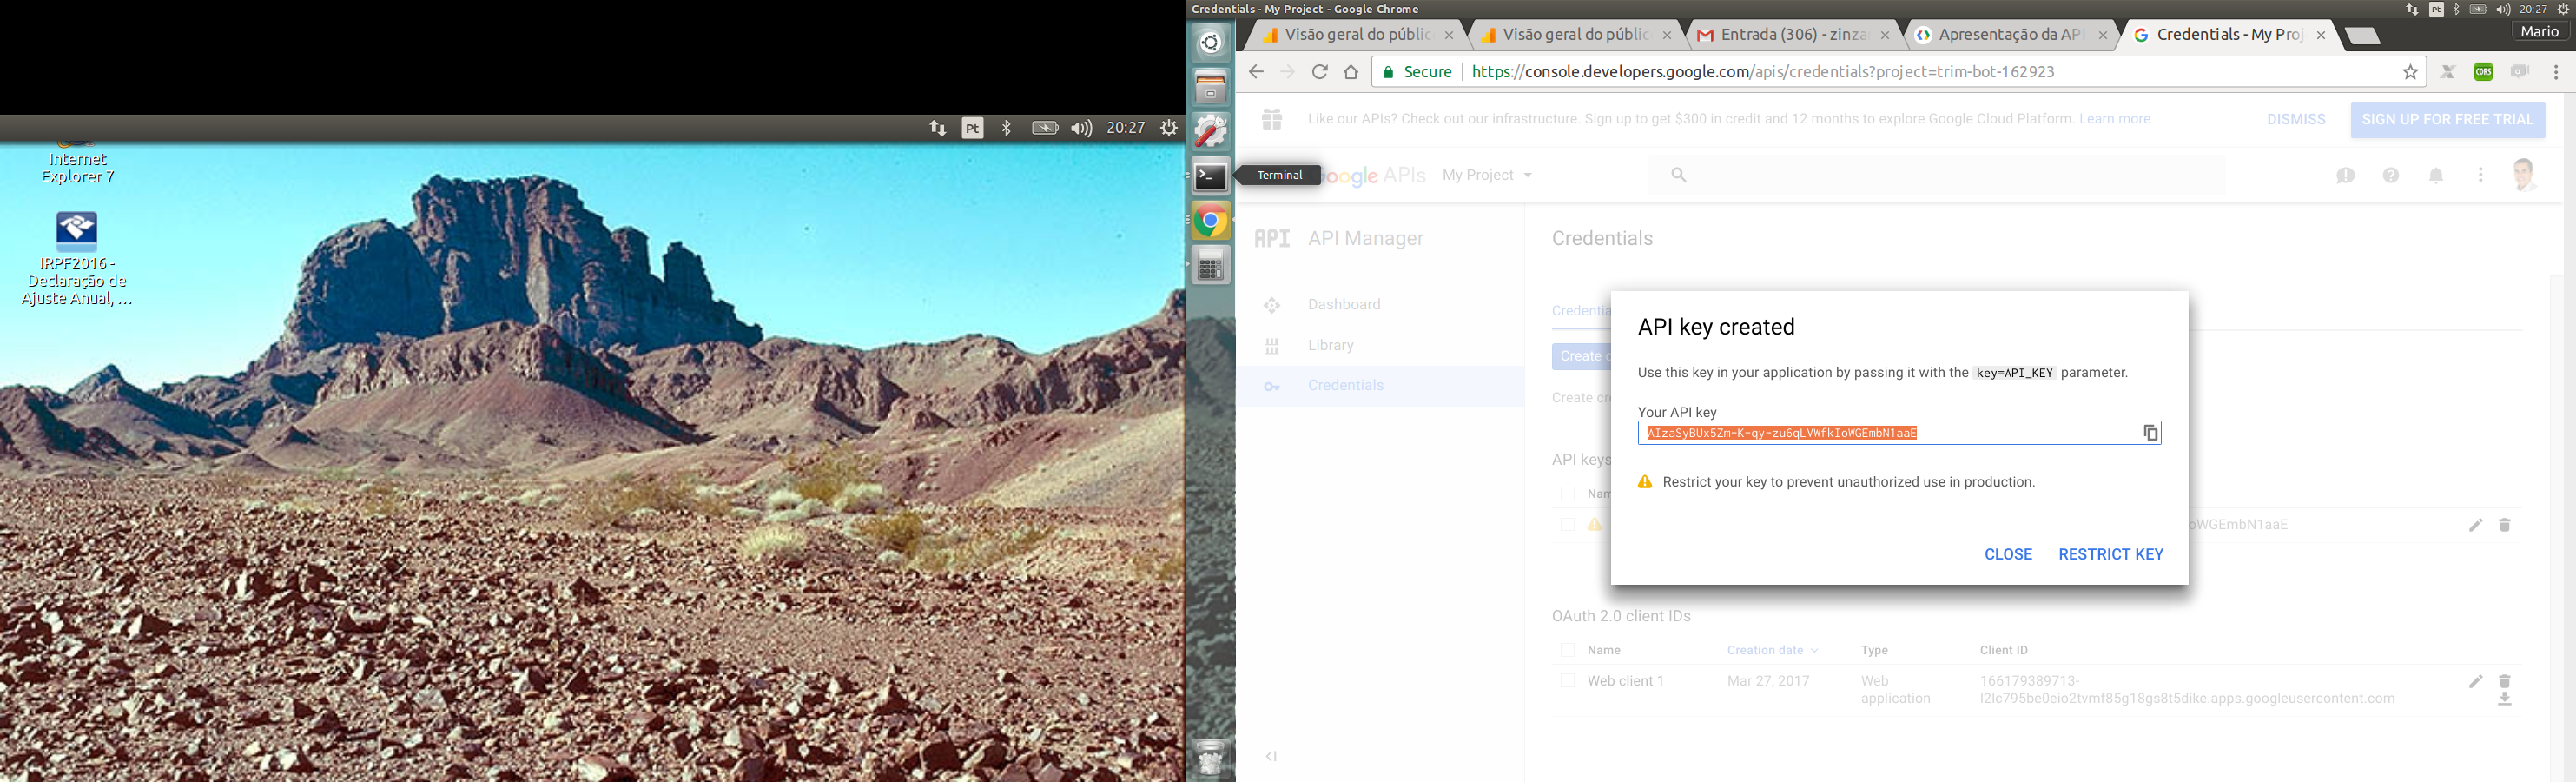 Credentials - My Project - Google Chrome
Pt 20:27
Visão geral do públic
Visão geral do públic
Entrada (306) - zinza
Apresentação da API
Credentials - My Proj
Mario
Secure https://console.developers.google.com/apis/credentials?project=trim-bot-162923
CORS
Like our APIs? Check out our infrastructure. Sign up to get $300 in credit and 12 months to explore Google Cloud Platform. Learn more
DISMISS
SIGN UP FOR FREE TRIAL
Pt 20:27
Internet
Explorer 7
IRPF2016 -
Declaração de
Ajuste Anual, ...
Terminal
oogle APIs
My Project
API API Manager
Dashboard
Library
Credentials
Credentials
Credentia
Create c
Create cr
API key created
Use this key in your application by passing it with the key=API_KEY parameter.
Your API key
AIzaSyBUx5Zm-K-qy-zu6qLVWfkIoWGEmbN1aaE
Restrict your key to prevent unauthorized use in production.
CLOSE
RESTRICT KEY
API keys
Nam
oWGEmbN1aaE
OAuth 2.0 client IDs
Name Creation date Type Client ID
Web client 1 Mar 27, 2017 Web application 166179389713-
l2lc795be0eio2tvmf85g18gs8t5dike.apps.googleusercontent.com